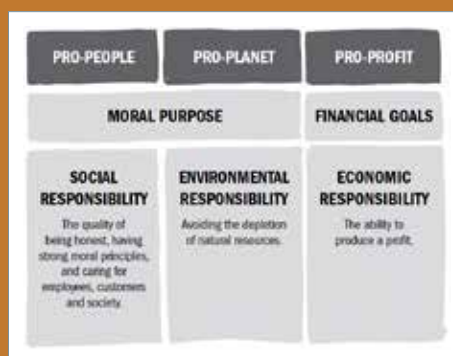 PRO-PEOPLE PRO-PLANET PRO-PROFIT
MORAL PURPOSE FINANCIAL GOALS
SOCIAL
RESPONSIBILITY
The quality of
being honest, having
strong moral principles,
and caring for
employees, customers
and society.
ENVIRONMENTAL
RESPONSIBILITY
Avoiding the depletion
of natural resources.
ECONOMIC
RESPONSIBILITY
The ability to
produce a profit.